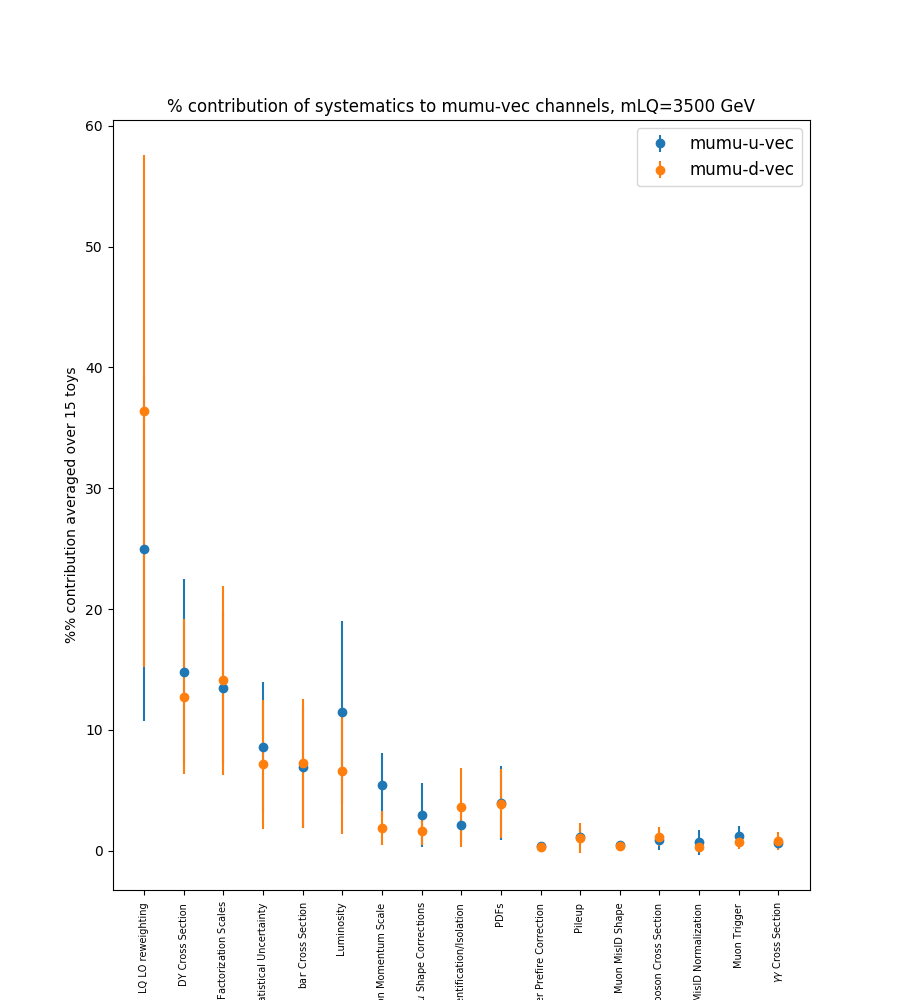 % contribution of systematics to mumu-vec channels, mLQ=3500 GeV
mumu-u-vec
mumu-d-vec
%% contribution averaged over 15 toys
60
50
40
30
20
10
0
LQ LO reweighting
DY Cross Section
Factorization Scales
atistical Uncertainty
bar Cross Section
Luminosity
on Momentum Scale
Shape Corrections
entification/Isolation
PDFs
er Prefire Correction
Pileup
Muon MisID Shape
boson Cross Section
MisID Normalization
Muon Trigger
γγ Cross Section